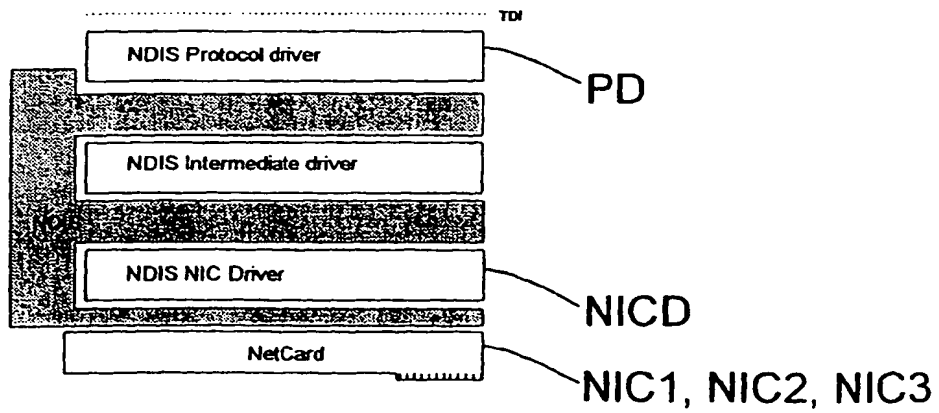 TDI
NDIS Protocol driver
PD
NDIS Intermediate driver
NDIS NIC Driver
NICD
NetCard
NIC1, NIC2, NIC3